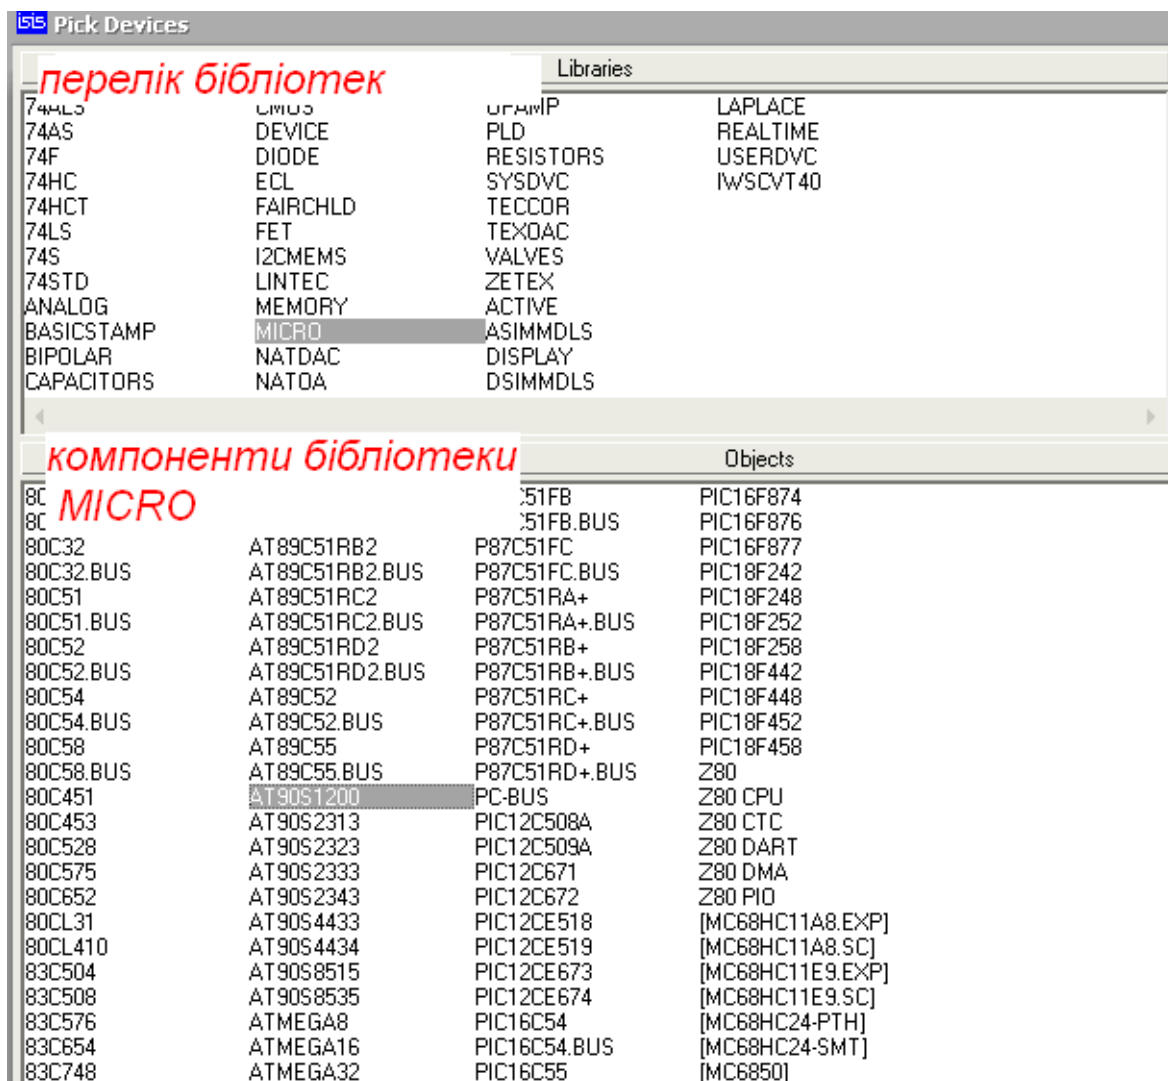 isis Pick Devices
Libraries
перелік бібліотек
74ALS CMOS OPAMP LAPLACE
74AS DEVICE PLD REALTIME
74F DIODE RESISTORS USERDVC
74HC ECL SYSDVC IWSCVT40
74HCT FAIRCHLD TECCOR
74LS FET TEXOAC
74S I2CMEMS VALVES
74STD LINTEC ZETEX
ANALOG MEMORY ACTIVE
BASICSTAMP MICRO ASIMMDLS
BIPOLAR NATDAC DISPLAY
CAPACITORS NATOA DSIMMDLS
компоненти бібліотеки
MICRO
Objects
PIC16F874
PIC16F876
80C32 AT89C51RB2 P87C51FC PIC16F877
80C32.BUS AT89C51RB2.BUS P87C51FC.BUS PIC18F242
80C51 AT89C51RC2 P87C51RA+ PIC18F248
80C51.BUS AT89C51RC2.BUS P87C51RA+.BUS PIC18F252
80C52 AT89C51RD2 P87C51RB+ PIC18F258
80C52.BUS AT89C51RD2.BUS P87C51RB+.BUS PIC18F442
80C54 AT89C52 P87C51RC+ PIC18F448
80C54.BUS AT89C52.BUS P87C51RC+.BUS PIC18F452
80C58 AT89C55 P87C51RD+ PIC18F458
80C58.BUS AT89C55.BUS P87C51RD+.BUS Z80
80C451 AT90S1200 PC-BUS Z80 CPU
80C453 AT90S2313 PIC12C508A Z80 CTC
80C528 AT90S2323 PIC12C509A Z80 DART
80C575 AT90S2333 PIC12C671 Z80 DMA
80C652 AT90S2343 PIC12C672 Z80 PIO
80CL31 AT90S4433 PIC12CE518 [MC68HC11A8.EXP]
80CL410 AT90S4434 PIC12CE519 [MC68HC11A8.SC]
83C504 AT90S8515 PIC12CE673 [MC68HC11E9.EXP]
83C508 AT90S8535 PIC12CE674 [MC68HC11E9.SC]
83C576 ATMEGA8 PIC16C54 [MC68HC24-PTH]
83C654 ATMEGA16 PIC16C54.BUS [MC68HC24-SMT]
83C748 ATMEGA32 PIC16C55 [MC6850]